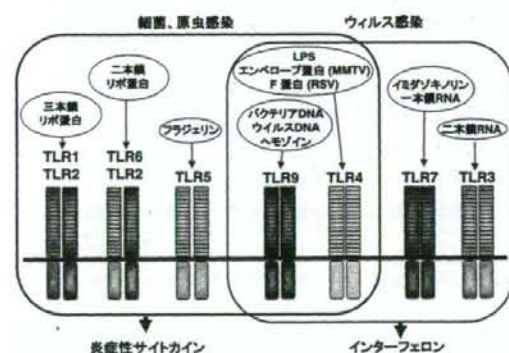 細菌、原虫感染
ウィルス感染
LPS
エンベロープ蛋白 (MMTV)
F 蛋白 (RSV)
二本鎖
リポ蛋白
三本鎖
リポ蛋白
フラジェリン
バクテリアDNA
ウイルスDNA
ヘモゾイン
イミダゾキノリン
一本鎖RNA
二本鎖RNA
TLR1
TLR2
TLR6
TLR2
TLR5
TLR9
TLR4
TLR7
TLR3
炎症性サイトカイン
インターフェロン